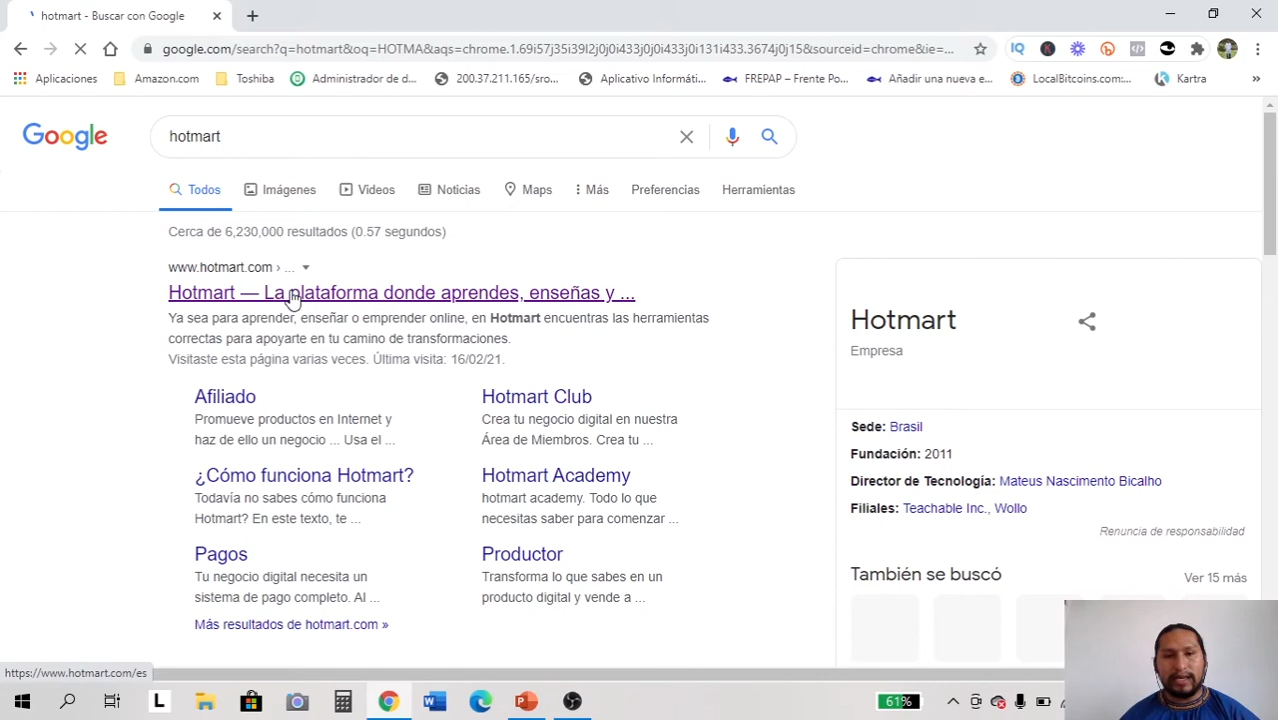 hotmart - Buscar con Google
google.com/search?q=hotmart&oq=HOTMA&aqs=chrome.1.69i57j35i39l2j0j0i433j0j0i131i433.3674j0j15&sourceid=chrome&ie=...
Aplicaciones
Amazon.com
Toshiba
Administrador de d...
200.37.211.165/sro...
Aplicativo Informáti...
FREPAP – Frente Po...
Añadir una nueva e...
LocalBitcoins.com:...
Kartra
»
Google
hotmart
Todos
Imágenes
Videos
Noticias
Maps
Más
Preferencias
Herramientas
Cerca de 6,230,000 resultados (0.57 segundos)
www.hotmart.com › ...
Hotmart — La plataforma donde aprendes, enseñas y ...
Ya sea para aprender, enseñar o emprender online, en Hotmart encuentras las herramientas
correctas para apoyarte en tu camino de transformaciones.
Visitaste esta página varias veces. Última visita: 16/02/21.
Afiliado
Promueve productos en Internet y
haz de ello un negocio ... Usa el ...
Hotmart Club
Crea tu negocio digital en nuestra
Área de Miembros. Crea tu ...
¿Cómo funciona Hotmart?
Todavía no sabes cómo funciona
Hotmart? En este texto, te ...
Hotmart Academy
hotmart academy. Todo lo que
necesitas saber para comenzar ...
Pagos
Tu negocio digital necesita un
sistema de pago completo. Al ...
Productor
Transforma lo que sabes en un
producto digital y vende a ...
Más resultados de hotmart.com »
Hotmart
Empresa
Sede: Brasil
Fundación: 2011
Director de Tecnología: Mateus Nascimento Bicalho
Filiales: Teachable Inc., Wollo
Renuncia de responsabilidad
También se buscó
Ver 15 más
https://www.hotmart.com/es
L
61%